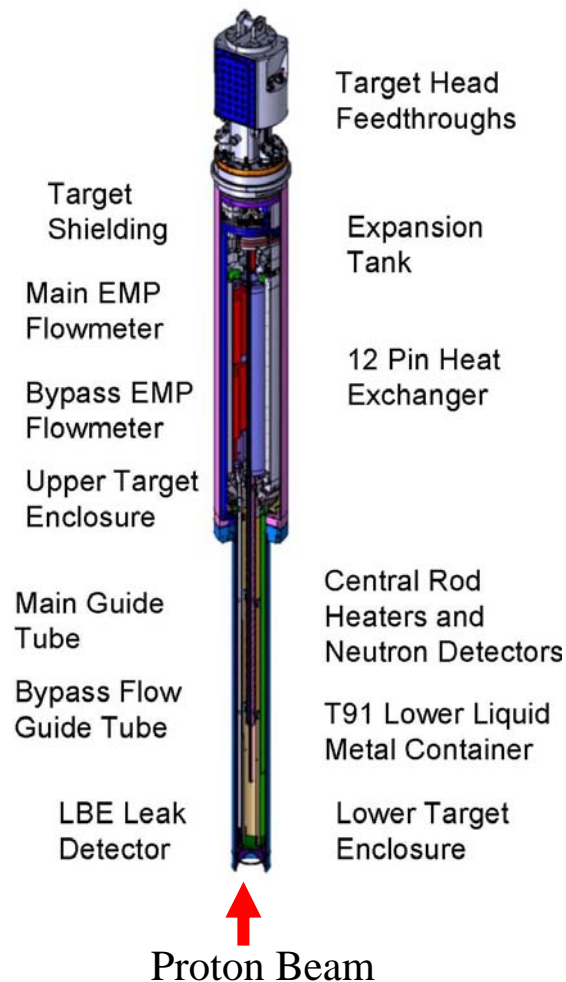 Target Head
Feedthroughs
Target
Shielding
Expansion
Tank
Main EMP
Flowmeter
12 Pin Heat
Exchanger
Bypass EMP
Flowmeter
Upper Target
Enclosure
Central Rod
Heaters and
Neutron Detectors
Main Guide
Tube
Bypass Flow
Guide Tube
T91 Lower Liquid
Metal Container
LBE Leak
Detector
Lower Target
Enclosure
Proton Beam